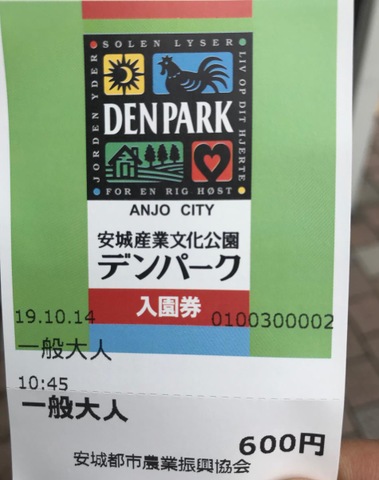 SOLEN LYSER
JORDEN YDER
LIV OP DIT HJERTE
DENPARK
FOR EN RIG HØST
ANJO CITY
安城産業文化公園
デンパーク
入園券
19.10.14 0100300002
一般大人
10:45
一般大人
600円
安城都市農業振興協会